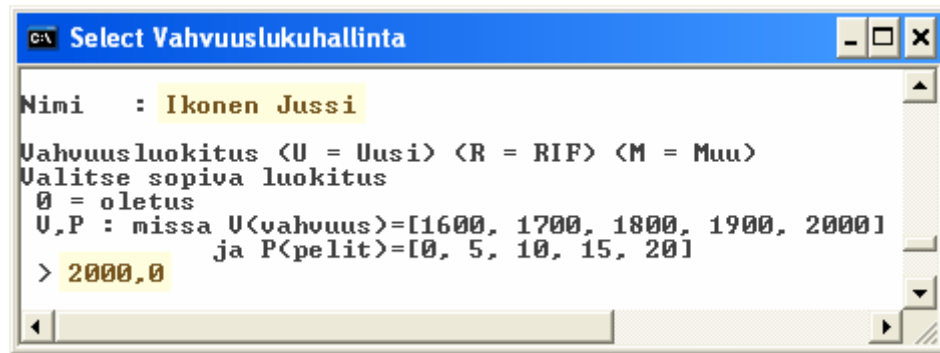 Select Vahvuuslukuhallinta
Nimi : Ikonen Jussi
Vahvuusluokitus (U = Uusi) (R = RIF) (M = Muu)
Valitse sopiva luokitus
0 = oletus
V,P : missa V(vahvuus)=[1600, 1700, 1800, 1900, 2000]
ja P(pelit)=[0, 5, 10, 15, 20]
> 2000,0